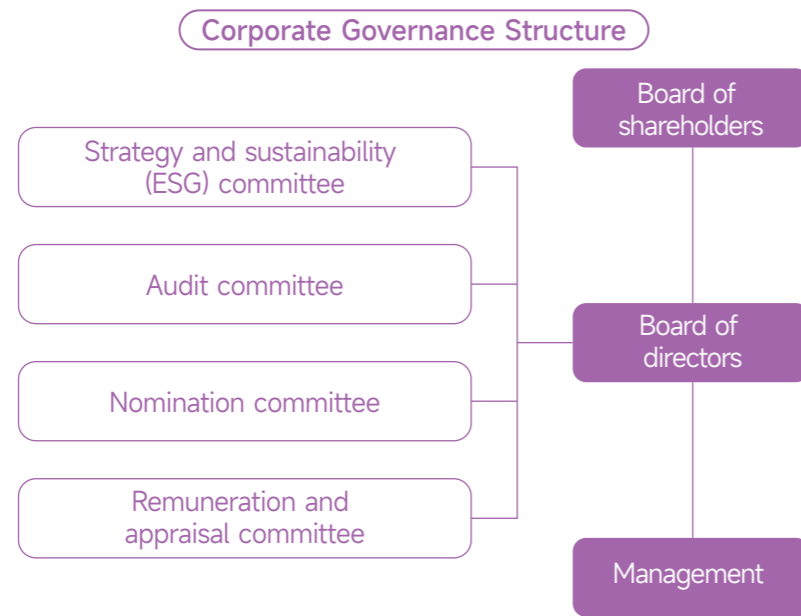 Corporate Governance Structure
Board of
shareholders
Strategy and sustainability
(ESG) committee
Audit committee
Board of
directors
Nomination committee
Remuneration and
appraisal committee
Management